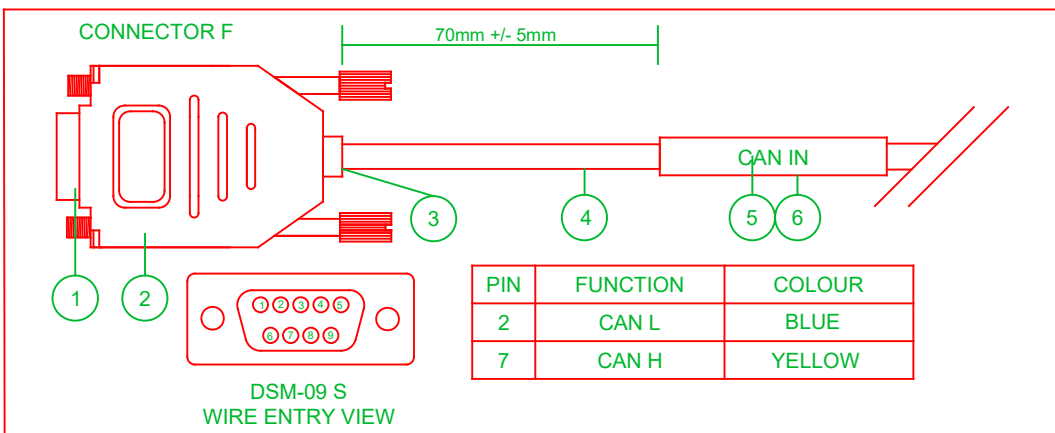 CONNECTOR F
70mm +/- 5mm
CAN IN
3
4
5
6
1
2
1 2 3 4 5
6 7 8 9
DSM-09 S
WIRE ENTRY VIEW
PIN FUNCTION COLOUR
2 CAN L BLUE
7 CAN H YELLOW